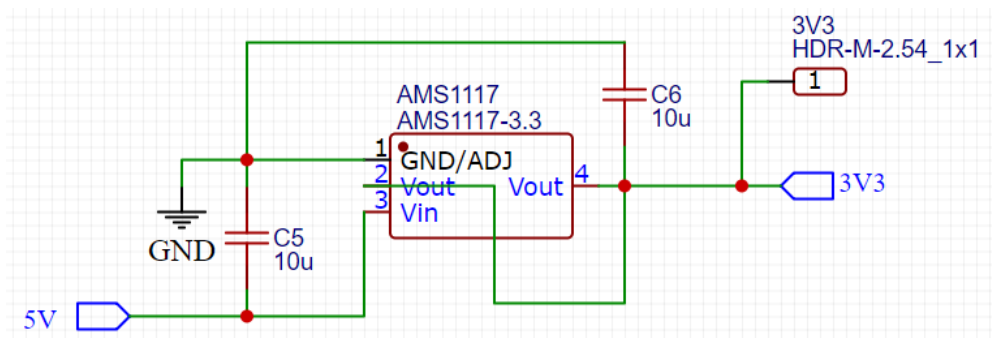 3V3
HDR-M-2.54_1x1
1
C6
10u
AMS1117
AMS1117-3.3
1
GND/ADJ
2
Vout
Vout
4
3
Vin
3V3
GND
C5
10u
5V